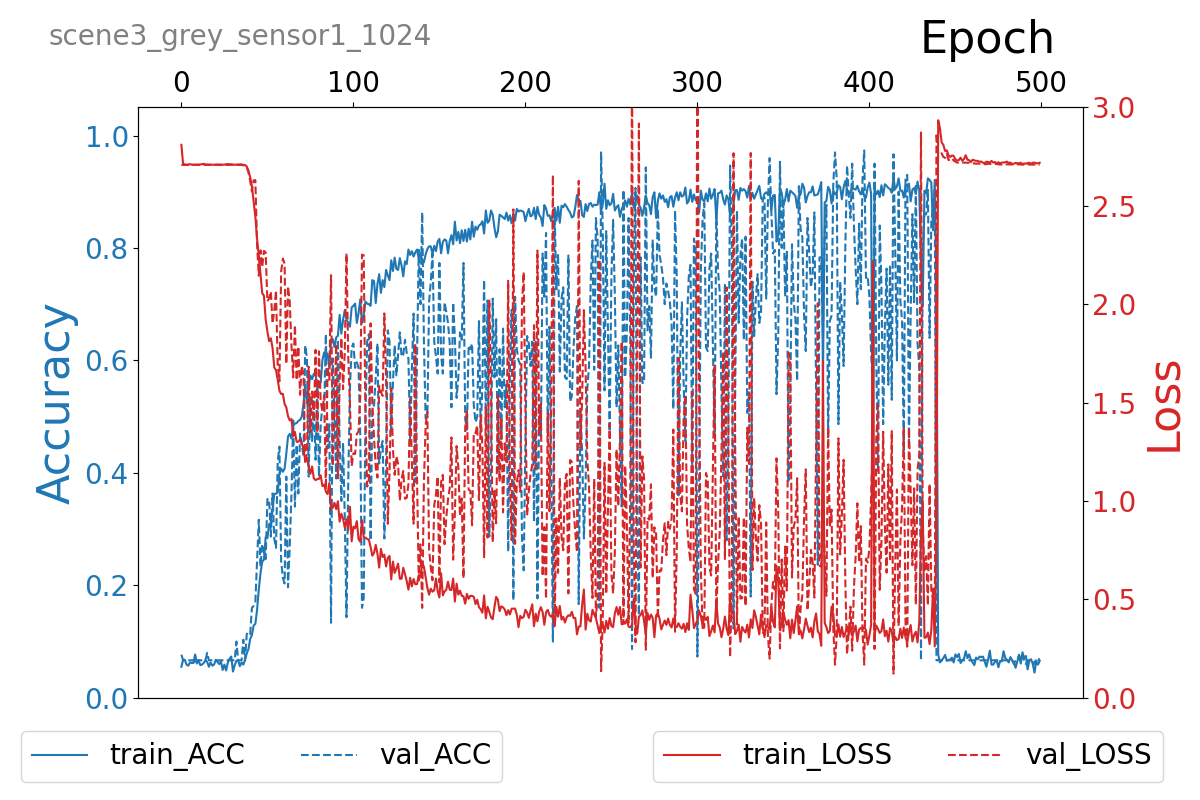 scene3_grey_sensor1_1024
Epoch
0 100 200 300 400 500
1.0
0.8
0.6
0.4
0.2
0.0
Accuracy
3.0
2.5
2.0
1.5
1.0
0.5
0.0
Loss
train_ACC val_ACC
train_LOSS val_LOSS